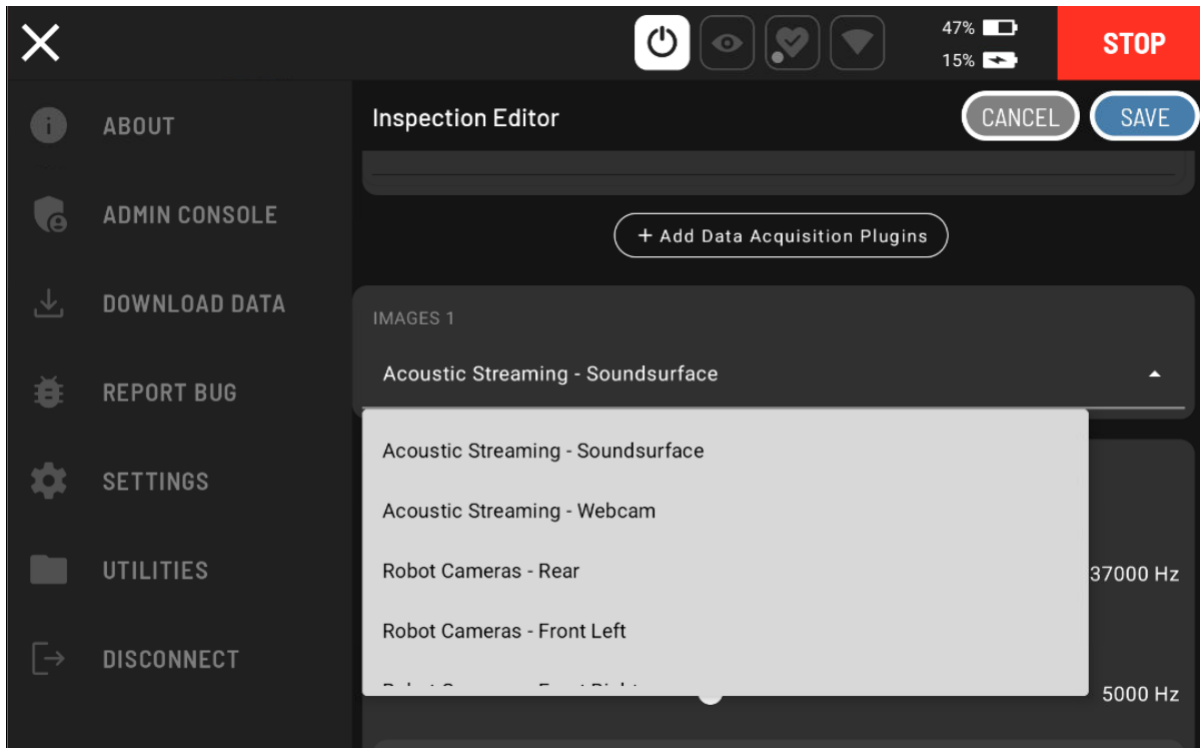 47%
15%
STOP
ABOUT
ADMIN CONSOLE
DOWNLOAD DATA
REPORT BUG
SETTINGS
UTILITIES
DISCONNECT
Inspection Editor
CANCEL
SAVE
+ Add Data Acquisition Plugins
IMAGES 1
Acoustic Streaming - Soundsurface
Acoustic Streaming - Soundsurface
Acoustic Streaming - Webcam
Robot Cameras - Rear
37000 Hz
Robot Cameras - Front Left
5000 Hz